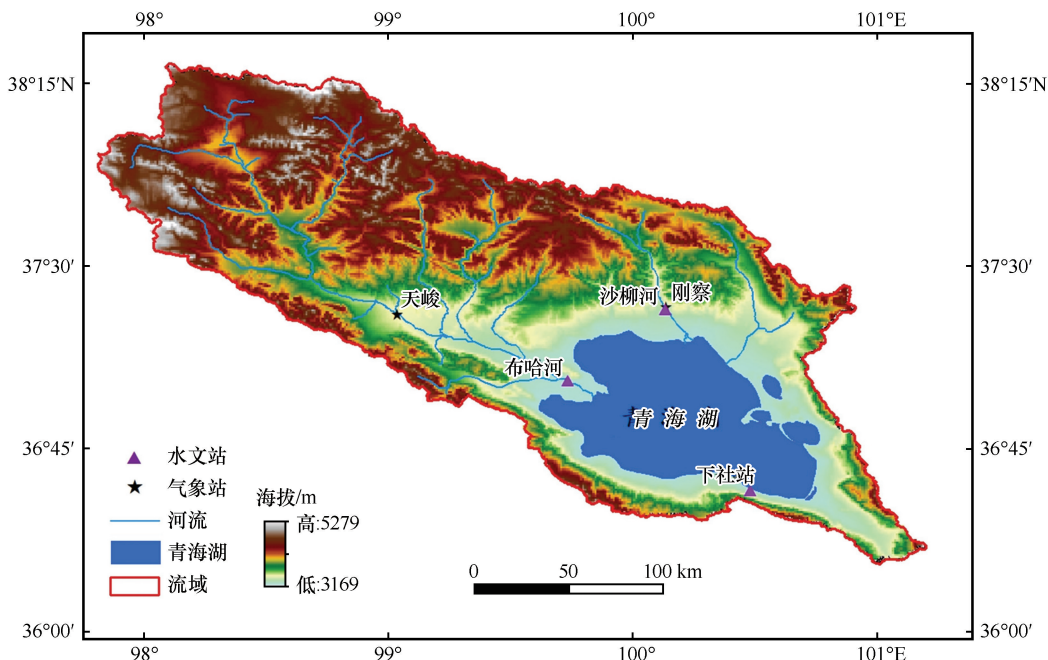 98°
99°
100°
101°E
38°15′N
38°15′N
37°30′
37°30′
36°45′
36°45′
36°00′
36°00′
天峻
沙柳河
刚察
布哈河
青海湖
下社站
水文站
气象站
河流
青海湖
流域
海拔/m
高:5279
低:3169
0 50 100 km
98°
99°
100°
101°E